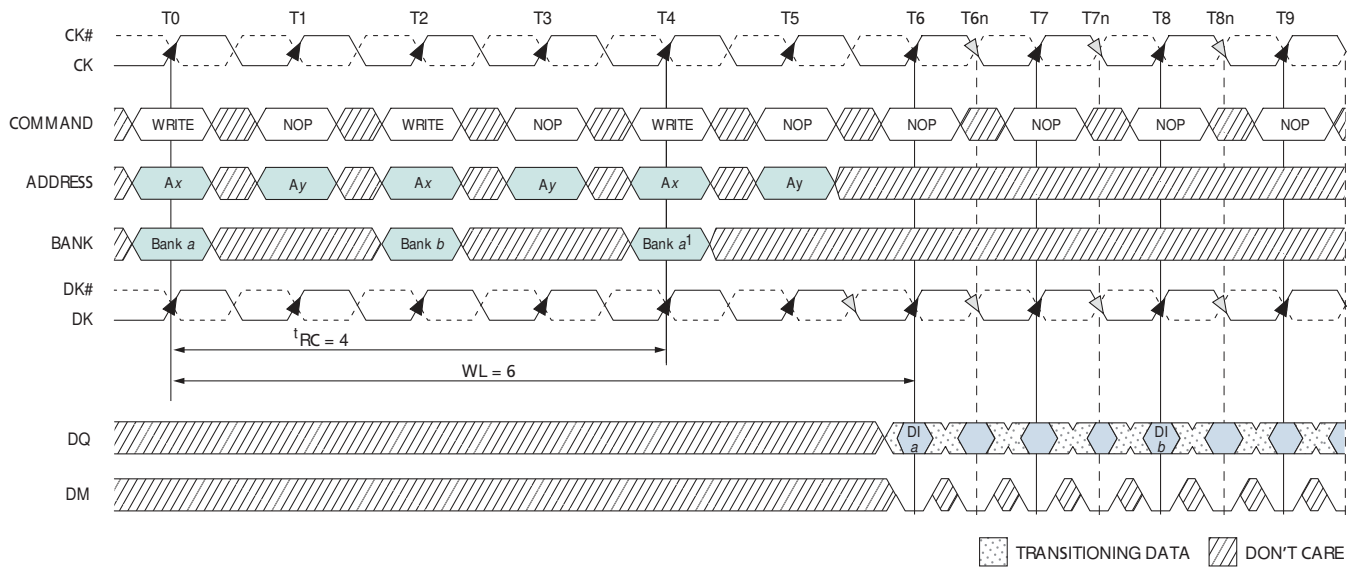 T0 T1 T2 T3 T4 T5 T6 T6n T7 T7n T8 T8n T9
CK#
CK
COMMAND WRITE NOP WRITE NOP WRITE NOP NOP NOP NOP NOP
ADDRESS Ax Ay Ax Ay Ax Ay
BANK Bank a Bank b Bank a¹
DK#
DK
tRC = 4
WL = 6
DQ DI a DI b
DM
TRANSITIONING DATA DON'T CARE